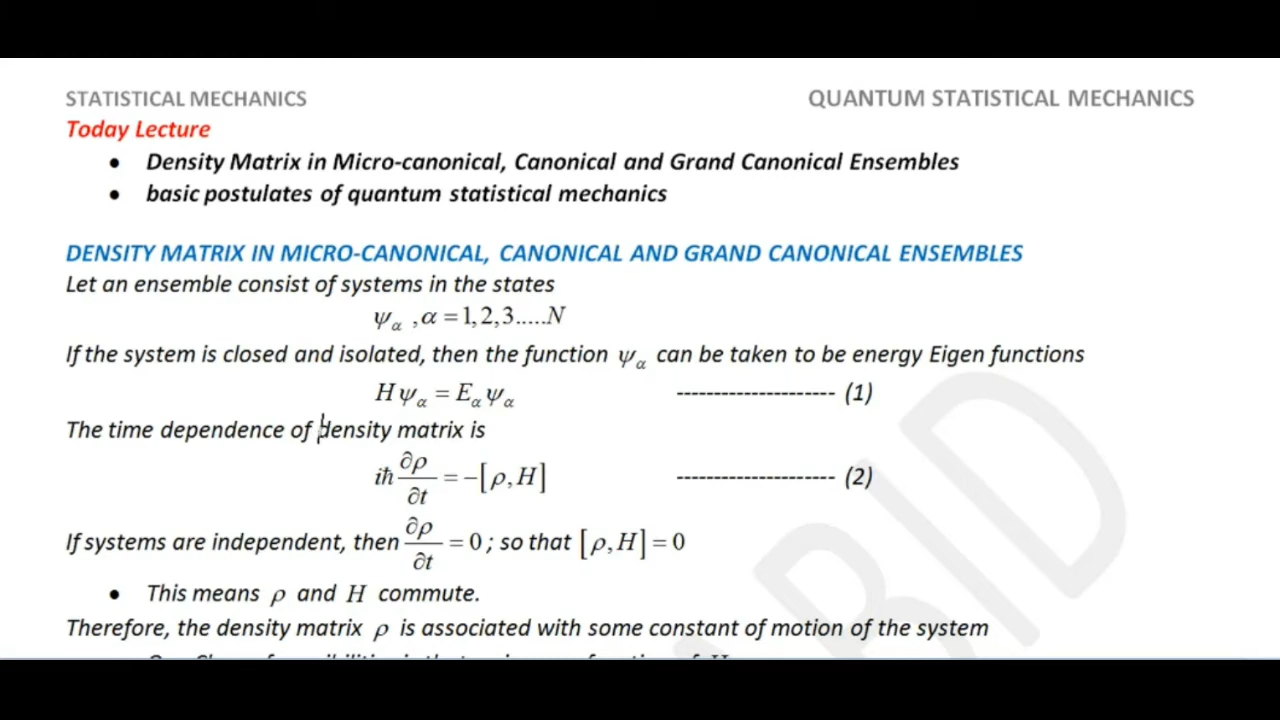 STATISTICAL MECHANICS QUANTUM STATISTICAL MECHANICS
Today Lecture
• Density Matrix in Micro-canonical, Canonical and Grand Canonical Ensembles
• basic postulates of quantum statistical mechanics
DENSITY MATRIX IN MICRO-CANONICAL, CANONICAL AND GRAND CANONICAL ENSEMBLES
Let an ensemble consist of systems in the states
ψα , α = 1, 2, 3.....N
If the system is closed and isolated, then the function ψα can be taken to be energy Eigen functions
Hψα = Eαψα --------------------- (1)
The time dependence of density matrix is
iħ ∂ρ/∂t = −[ρ, H] --------------------- (2)
If systems are independent, then ∂ρ/∂t = 0 ; so that [ρ, H] = 0
• This means ρ and H commute.
Therefore, the density matrix ρ is associated with some constant of motion of the system